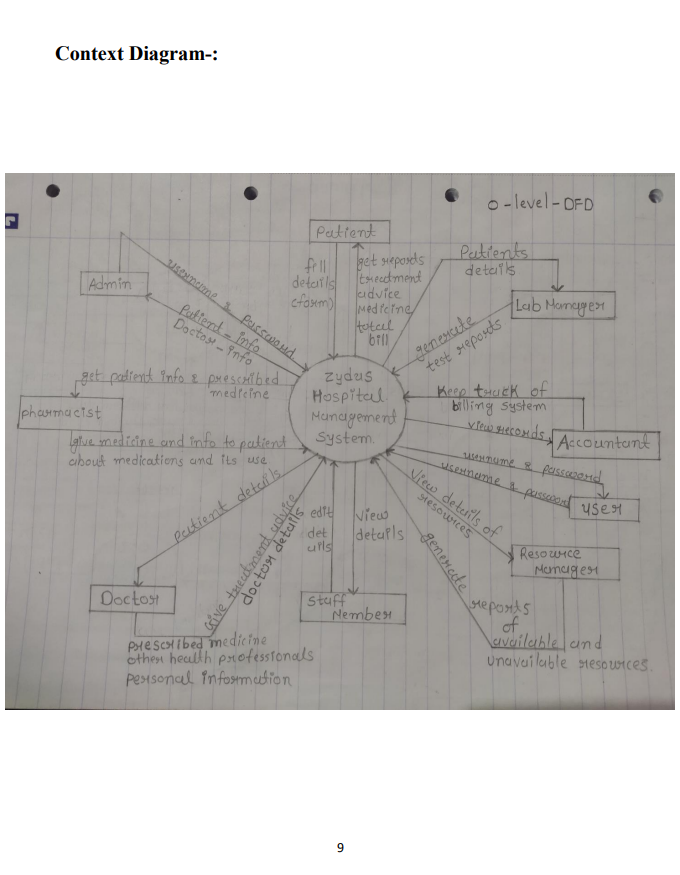 Context Diagram-:
0-level-DFD
Patient
fill
details
(form)
get reports
treatment
advice
Medicine
total
bill
Patients
details
Lab Manager
generate
test reports
Admin
username & Password
Patient-info
Doctor-info
Zydus
Hospital
Management
System.
get patient info & prescribed
medicine
pharmacist
give medicine and info to patient
about medications and its use
Keep track of
billing system
view records
Accountant
username & password
username & password
user
view details of
resources
Resource
Manager
generate reports
of
available and
unavailable resources.
patient details
Doctor
Give treatment advice
doctor details
prescribed medicine
other health professionals
personal information
edit
det
ails
view
details
Staff
Member
9